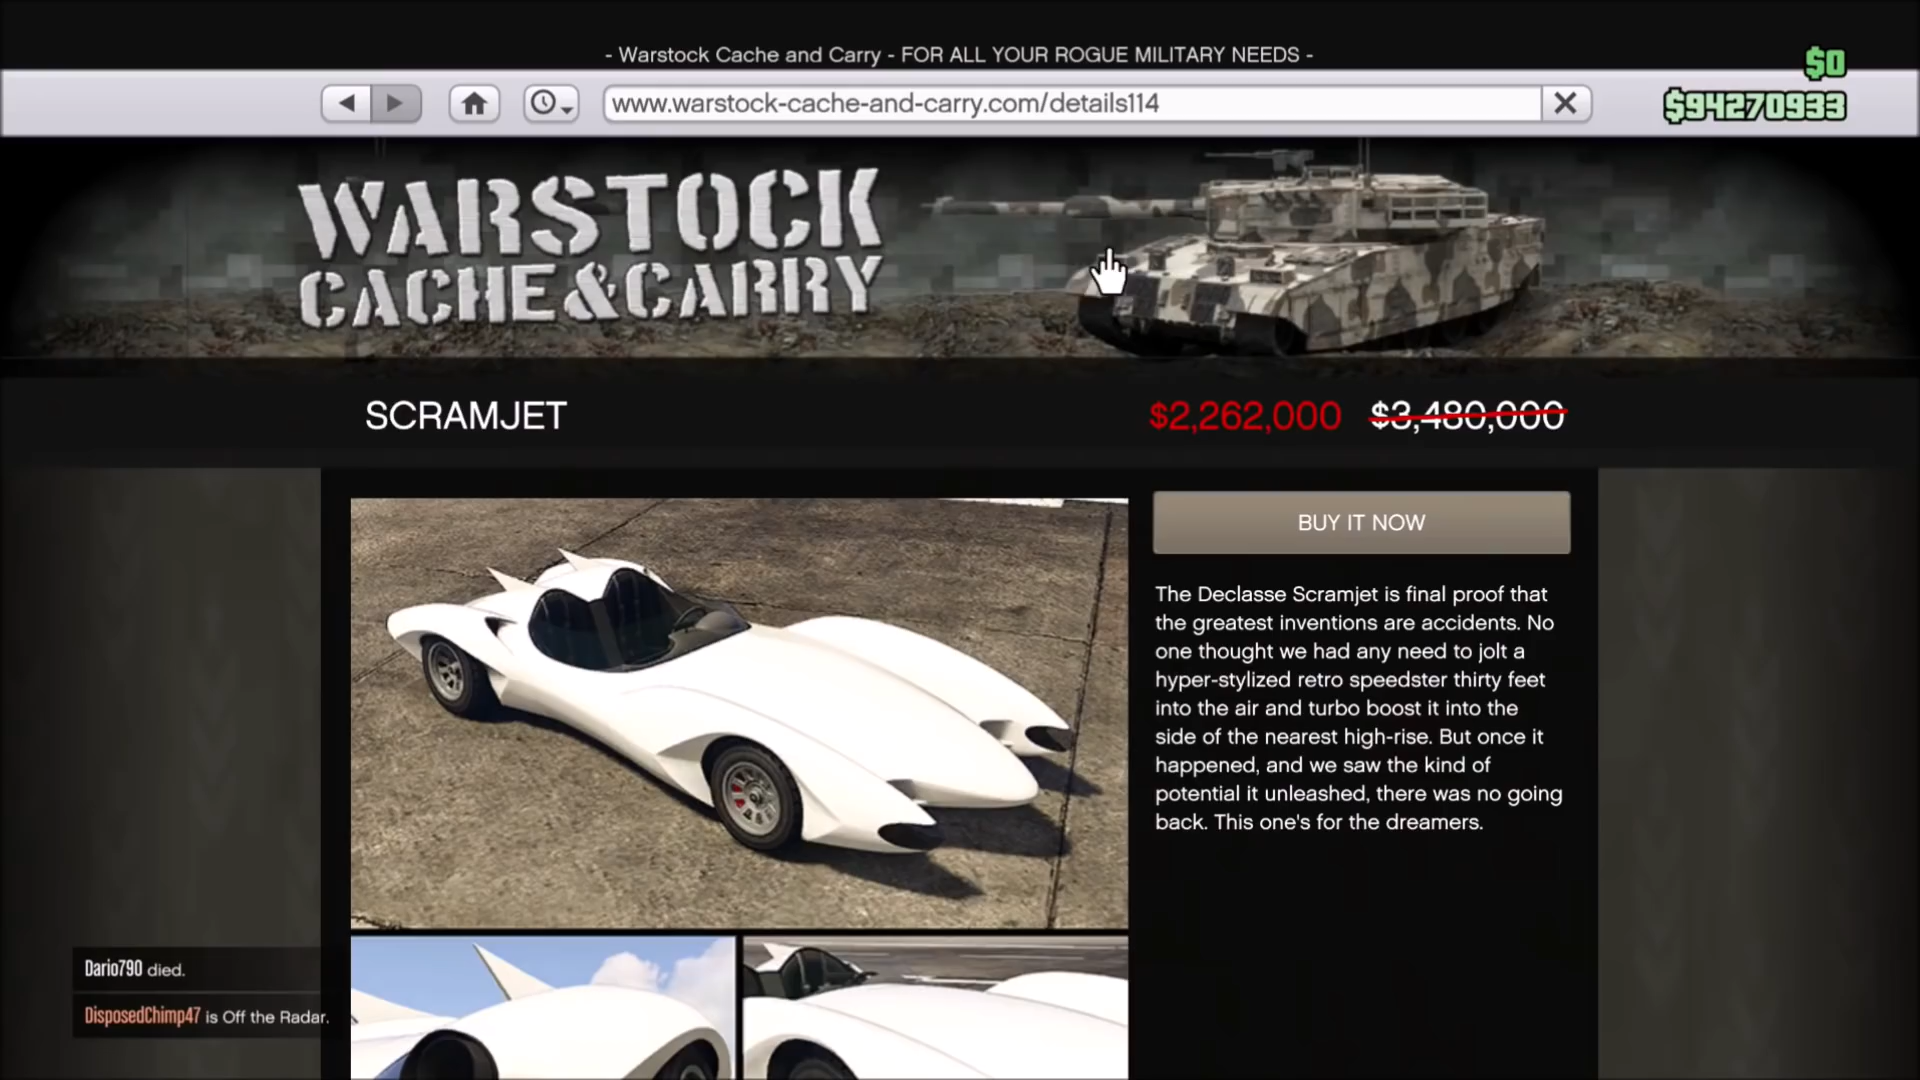 - Warstock Cache and Carry - FOR ALL YOUR ROGUE MILITARY NEEDS -
$0
www.warstock-cache-and-carry.com/details114
$94270933
WARSTOCK
CACHE&CARRY
SCRAMJET
$2,262,000 $3,480,000
BUY IT NOW
The Declasse Scramjet is final proof that
the greatest inventions are accidents. No
one thought we had any need to jolt a
hyper-stylized retro speedster thirty feet
into the air and turbo boost it into the
side of the nearest high-rise. But once it
happened, and we saw the kind of
potential it unleashed, there was no going
back. This one's for the dreamers.
Dario790 died.
DisposedChimp47 is Off the Radar.